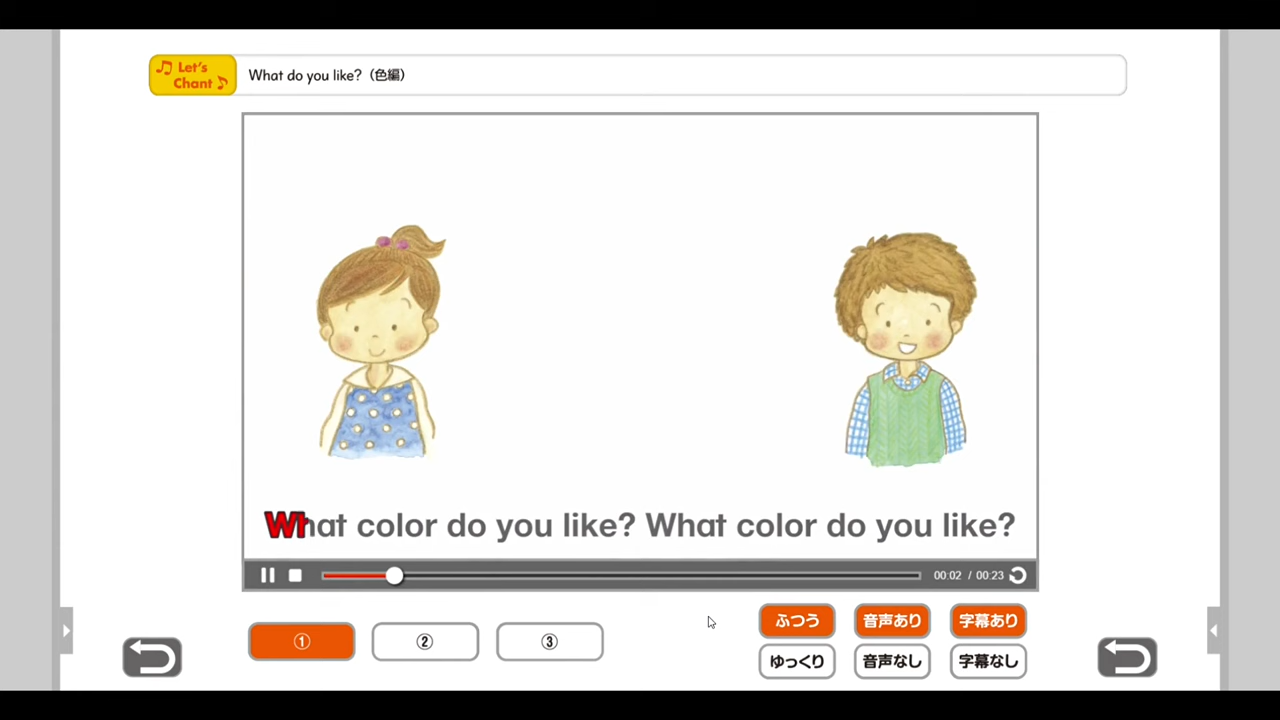 Let's
Chant
What do you like?（色編）
What color do you like? What color do you like?
00:02 / 00:23
① ② ③
ふつう 音声あり 字幕あり
ゆっくり 音声なし 字幕なし